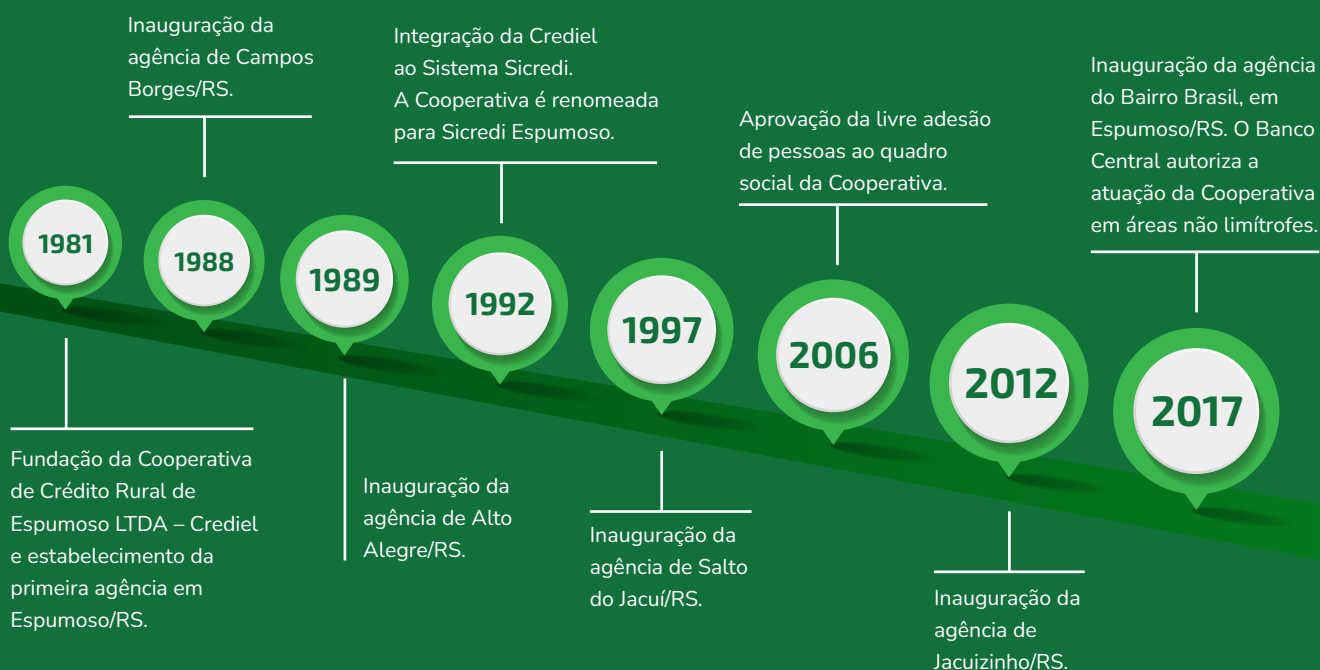 1981
Fundação da Cooperativa
de Crédito Rural de
Espumoso LTDA – Crediel
e estabelecimento da
primeira agência em
Espumoso/RS.
Inauguração da
agência de Campos
Borges/RS.
1988
1989
Inauguração da
agência de Alto
Alegre/RS.
Integração da Crediel
ao Sistema Sicredi.
A Cooperativa é renomeada
para Sicredi Espumoso.
1992
1997
Inauguração da
agência de Salto
do Jacuí/RS.
Aprovação da livre adesão
de pessoas ao quadro
social da Cooperativa.
2006
2012
Inauguração da
agência de
Jacuizinho/RS.
Inauguração da agência
do Bairro Brasil, em
Espumoso/RS. O Banco
Central autoriza a
atuação da Cooperativa
em áreas não limítrofes.
2017